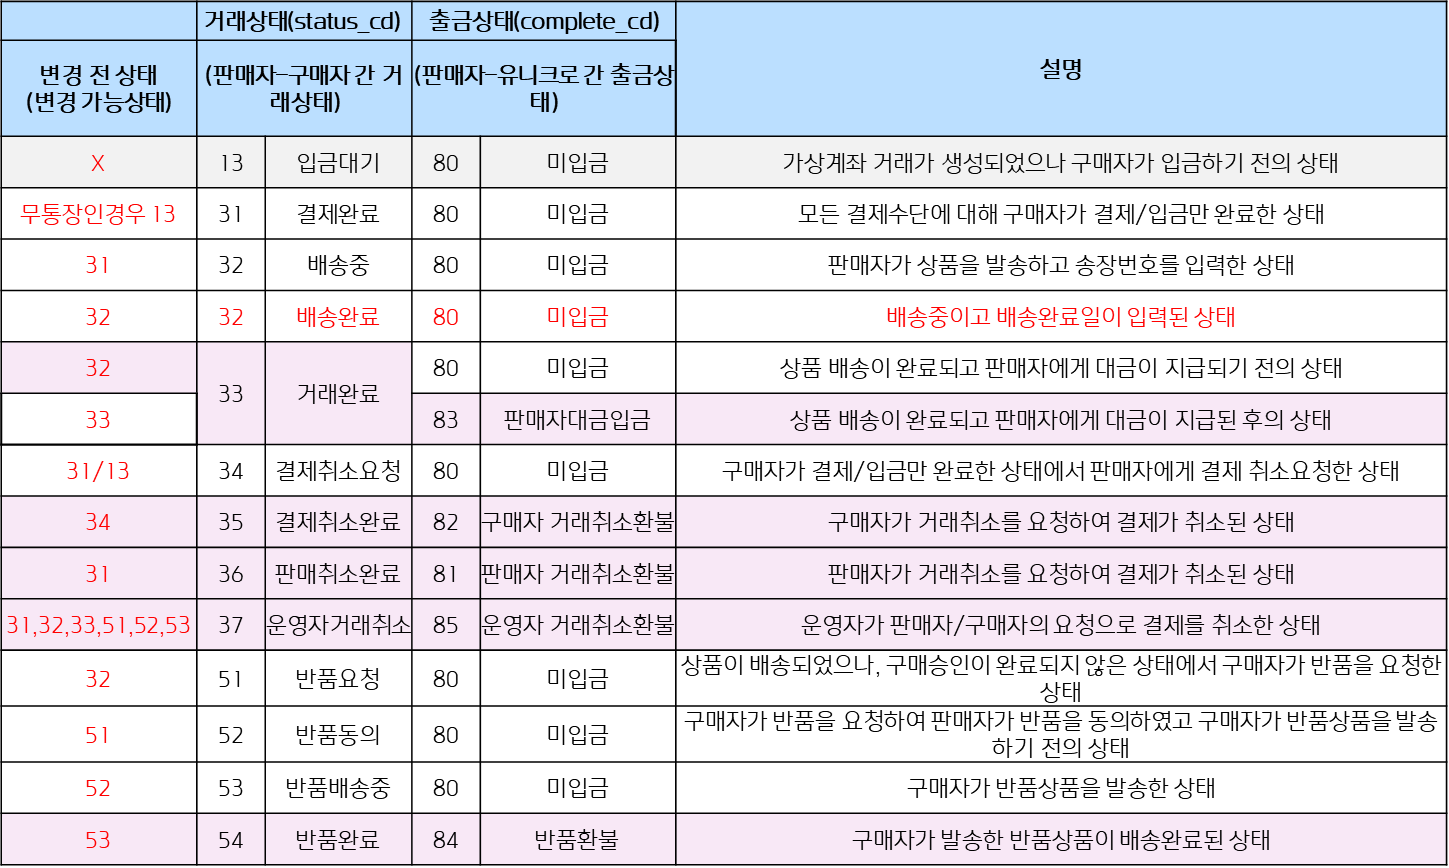 거래상태(status_cd) 출금상태(complete_cd) 설명
변경 전 상태
(변경 가능상태)
(판매자-구매자 간 거
래상태)
(판매자-유니크로 간 출금상
태)
X 13 입금대기 80 미입금 가상계좌 거래가 생성되었으나 구매자가 입금하기 전의 상태
무통장인경우 13 31 결제완료 80 미입금 모든 결제수단에 대해 구매자가 결제/입금만 완료한 상태
31 32 배송중 80 미입금 판매자가 상품을 발송하고 송장번호를 입력한 상태
32 32 배송완료 80 미입금 배송중이고 배송완료일이 입력된 상태
32 33 거래완료 80 미입금 상품 배송이 완료되고 판매자에게 대금이 지급되기 전의 상태
33 83 판매자대금입금 상품 배송이 완료되고 판매자에게 대금이 지급된 후의 상태
31/13 34 결제취소요청 80 미입금 구매자가 결제/입금만 완료한 상태에서 판매자에게 결제 취소요청한 상태
34 35 결제취소완료 82 구매자 거래취소환불 구매자가 거래취소를 요청하여 결제가 취소된 상태
31 36 판매취소완료 81 판매자 거래취소환불 판매자가 거래취소를 요청하여 결제가 취소된 상태
31,32,33,51,52,53 37 운영자거래취소 85 운영자 거래취소환불 운영자가 판매자/구매자의 요청으로 결제를 취소한 상태
32 51 반품요청 80 미입금 상품이 배송되었으나, 구매승인이 완료되지 않은 상태에서 구매자가 반품을 요청한
상태
51 52 반품동의 80 미입금 구매자가 반품을 요청하여 판매자가 반품을 동의하였고 구매자가 반품상품을 발송
하기 전의 상태
52 53 반품배송중 80 미입금 구매자가 반품상품을 발송한 상태
53 54 반품완료 84 반품환불 구매자가 발송한 반품상품이 배송완료된 상태